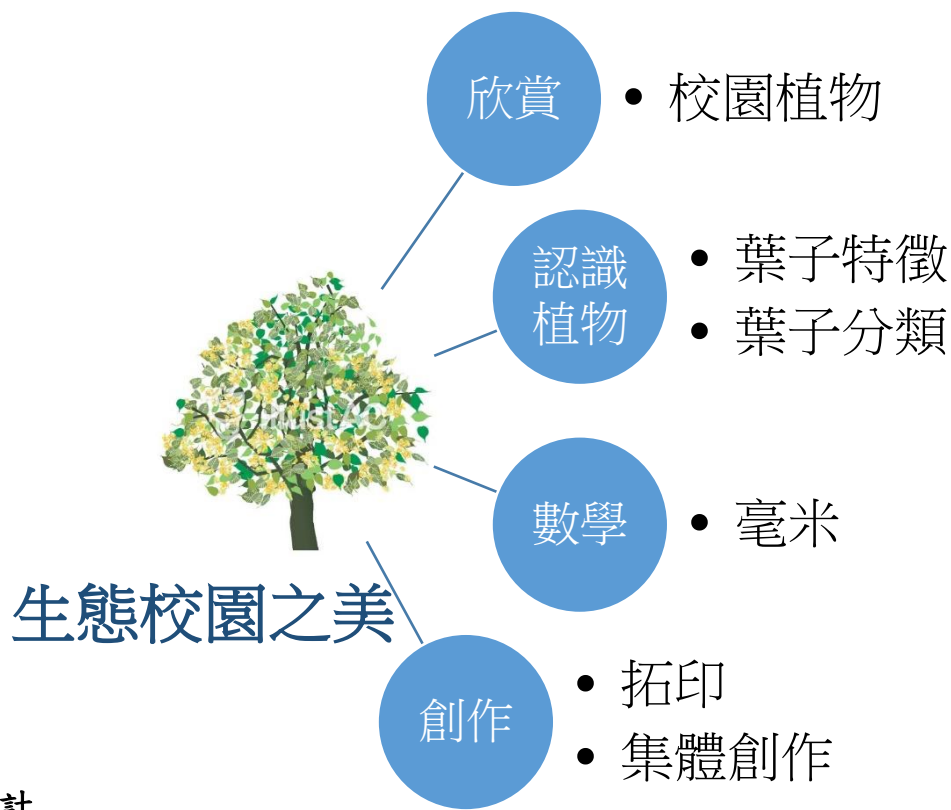 欣賞
• 校園植物
認識
植物
• 葉子特徵
• 葉子分類
數學
• 毫米
生態校園之美
創作
• 拓印
• 集體創作
計